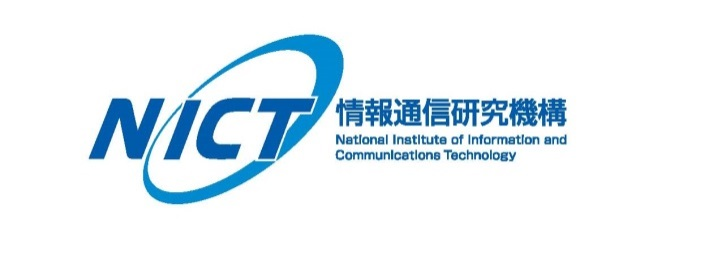 NICT
情報通信研究機構
National Institute of Information and
Communications Technology